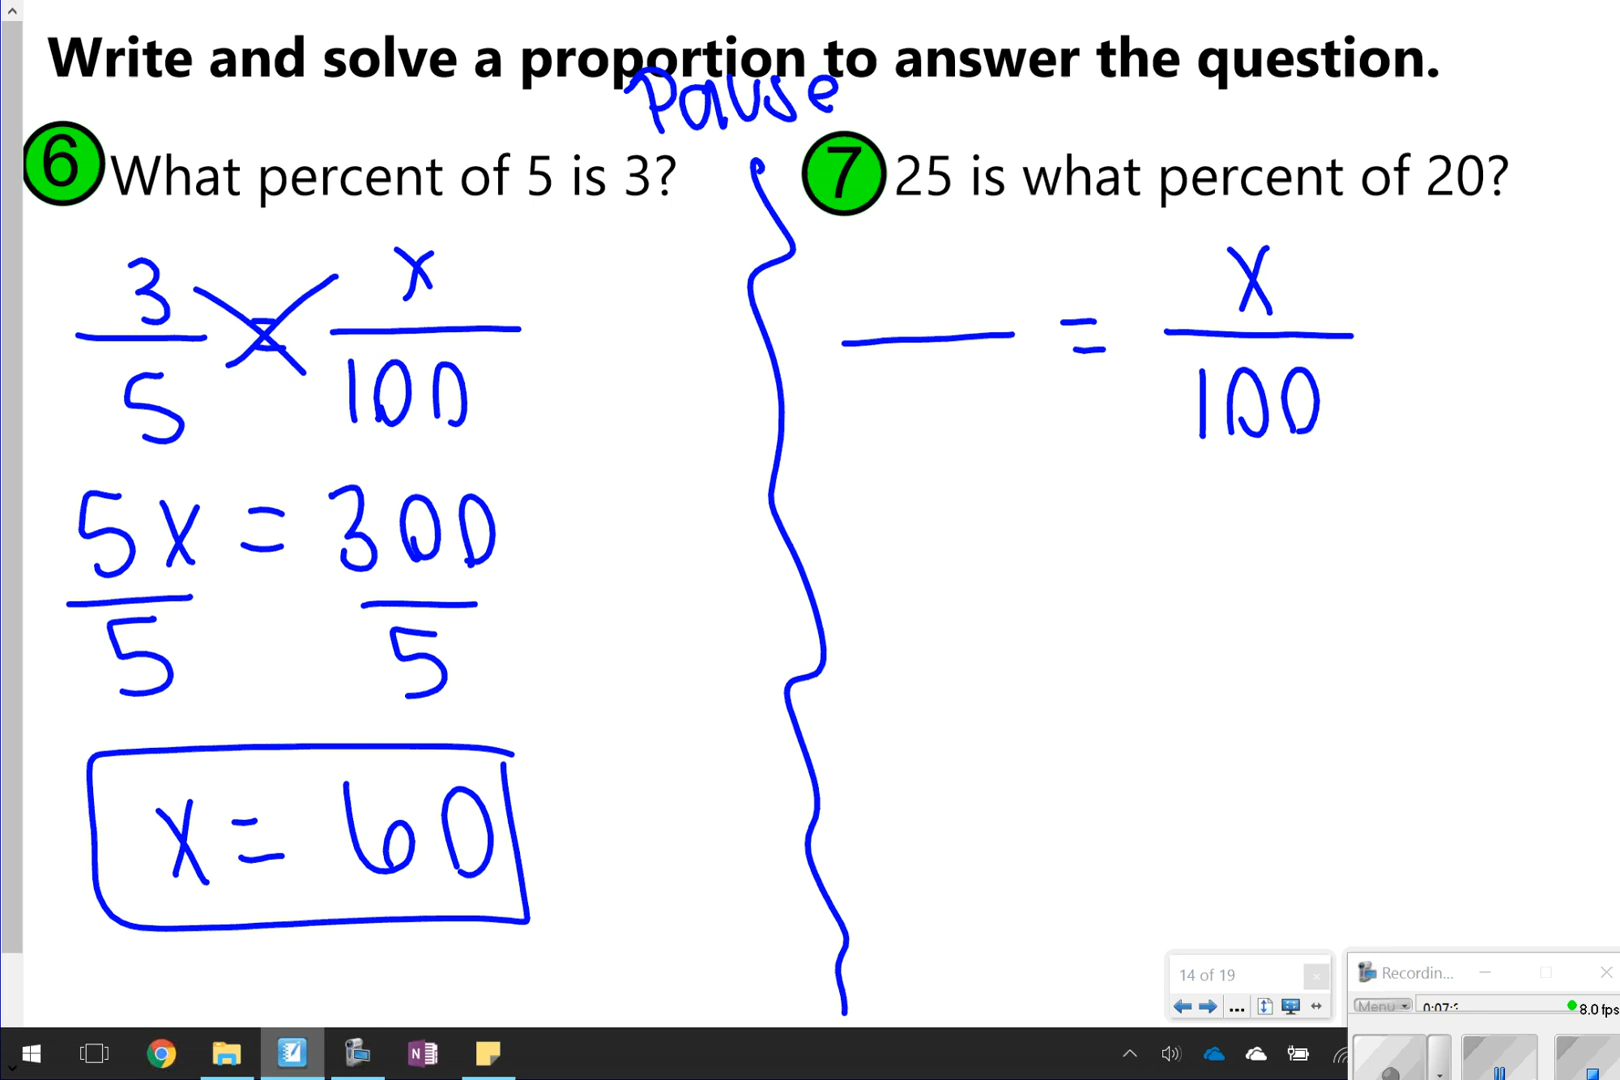 Write and solve a proportion to answer the question.
Pause
6 What percent of 5 is 3?
3/5 = x/100
5x = 300
5 5
x = 60
7 25 is what percent of 20?
= x/100
14 of 19
Recordin...
Menu
8.0 fps